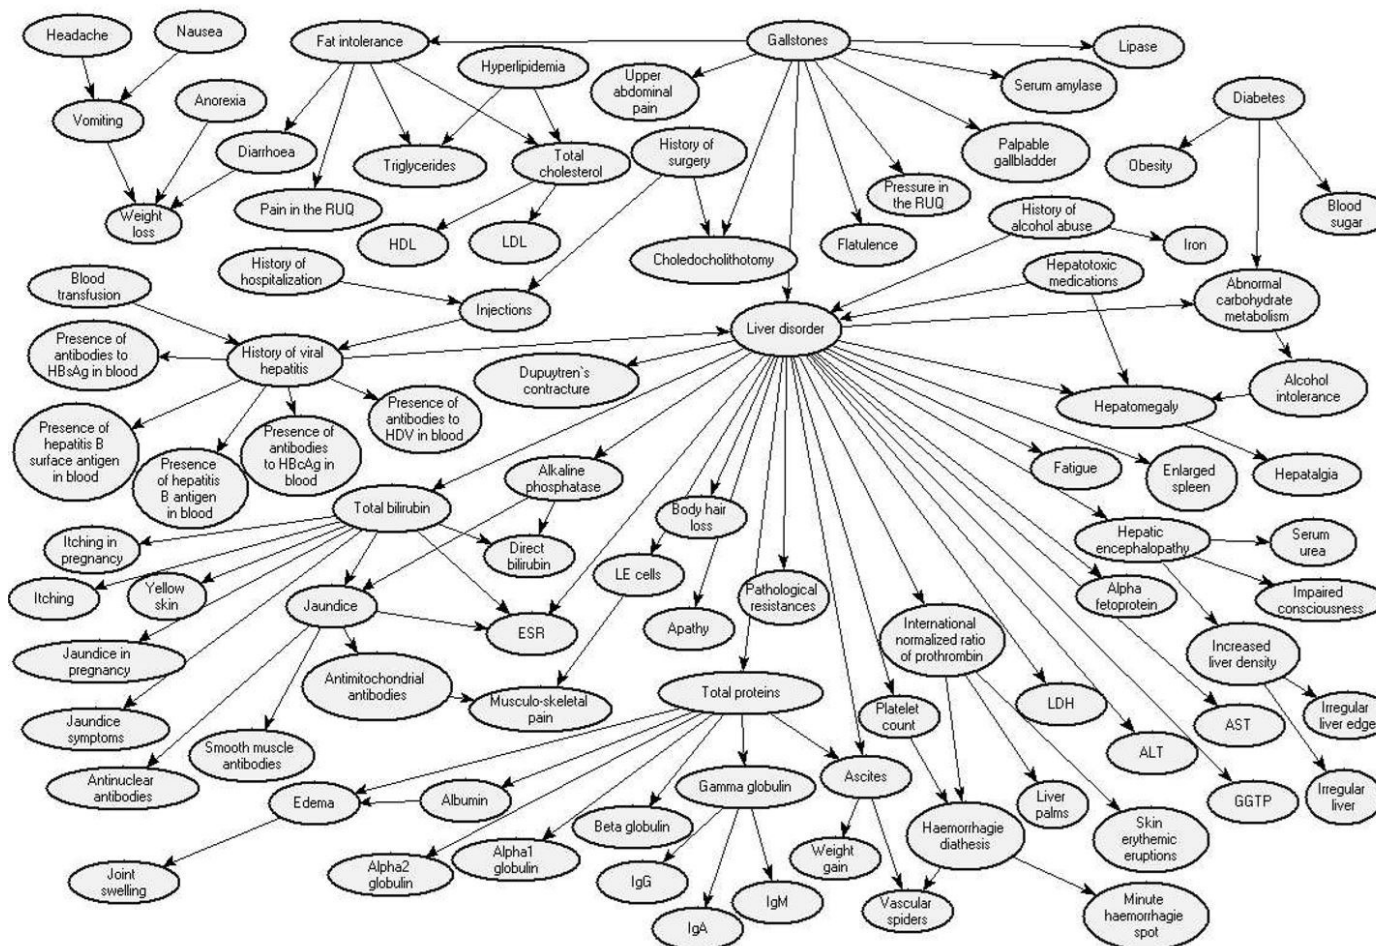 Headache
Nausea
Fat intolerance
Gallstones
Lipase
Hyperlipidemia
Upper
abdominal
pain
Serum amylase
Anorexia
Diabetes
Vomiting
Diarrhoea
Triglycerides
Total
cholesterol
History of
surgery
Palpable
gallbladder
Obesity
Pressure in
the RUQ
Weight
loss
Pain in the RUQ
HDL
LDL
Choledocholithotomy
Flatulence
History of
alcohol abuse
Iron
Blood
sugar
Blood
transfusion
History of
hospitalization
Hepatotoxic
medications
Injections
Liver disorder
Abnormal
carbohydrate
metabolism
Presence of
antibodies to
HBsAg in blood
History of viral
hepatitis
Dupuytren`s
contracture
Alcohol
intolerance
Presence of
antibodies to
HDV in blood
Hepatomegaly
Presence of
hepatitis B
surface antigen
in blood
Presence
of hepatitis
B antigen
in blood
Presence of
antibodies
to HBcAg in
blood
Alkaline
phosphatase
Fatigue
Enlarged
spleen
Hepatalgia
Total bilirubin
Body hair
loss
Hepatic
encephalopathy
Serum
urea
Itching in
pregnancy
Direct
bilirubin
Itching
Yellow
skin
Jaundice
LE cells
Pathological
resistances
Alpha
fetoprotein
Impaired
consciousness
ESR
Apathy
International
normalized ratio
of prothrombin
Jaundice in
pregnancy
Increased
liver density
Antimitochondrial
antibodies
Musculo-skeletal
pain
Total proteins
Platelet
count
LDH
Irregular
liver edge
Jaundice
symptoms
AST
Smooth muscle
antibodies
ALT
Antinuclear
antibodies
Edema
Albumin
Gamma globulin
Ascites
Liver
palms
GGTP
Irregular
liver
Beta globulin
Haemorrhagie
diathesis
Skin
erythemic
eruptions
Joint
swelling
Alpha2
globulin
Alpha1
globulin
Weight
gain
IgG
IgM
IgA
Vascular
spiders
Minute
haemorrhagie
spot